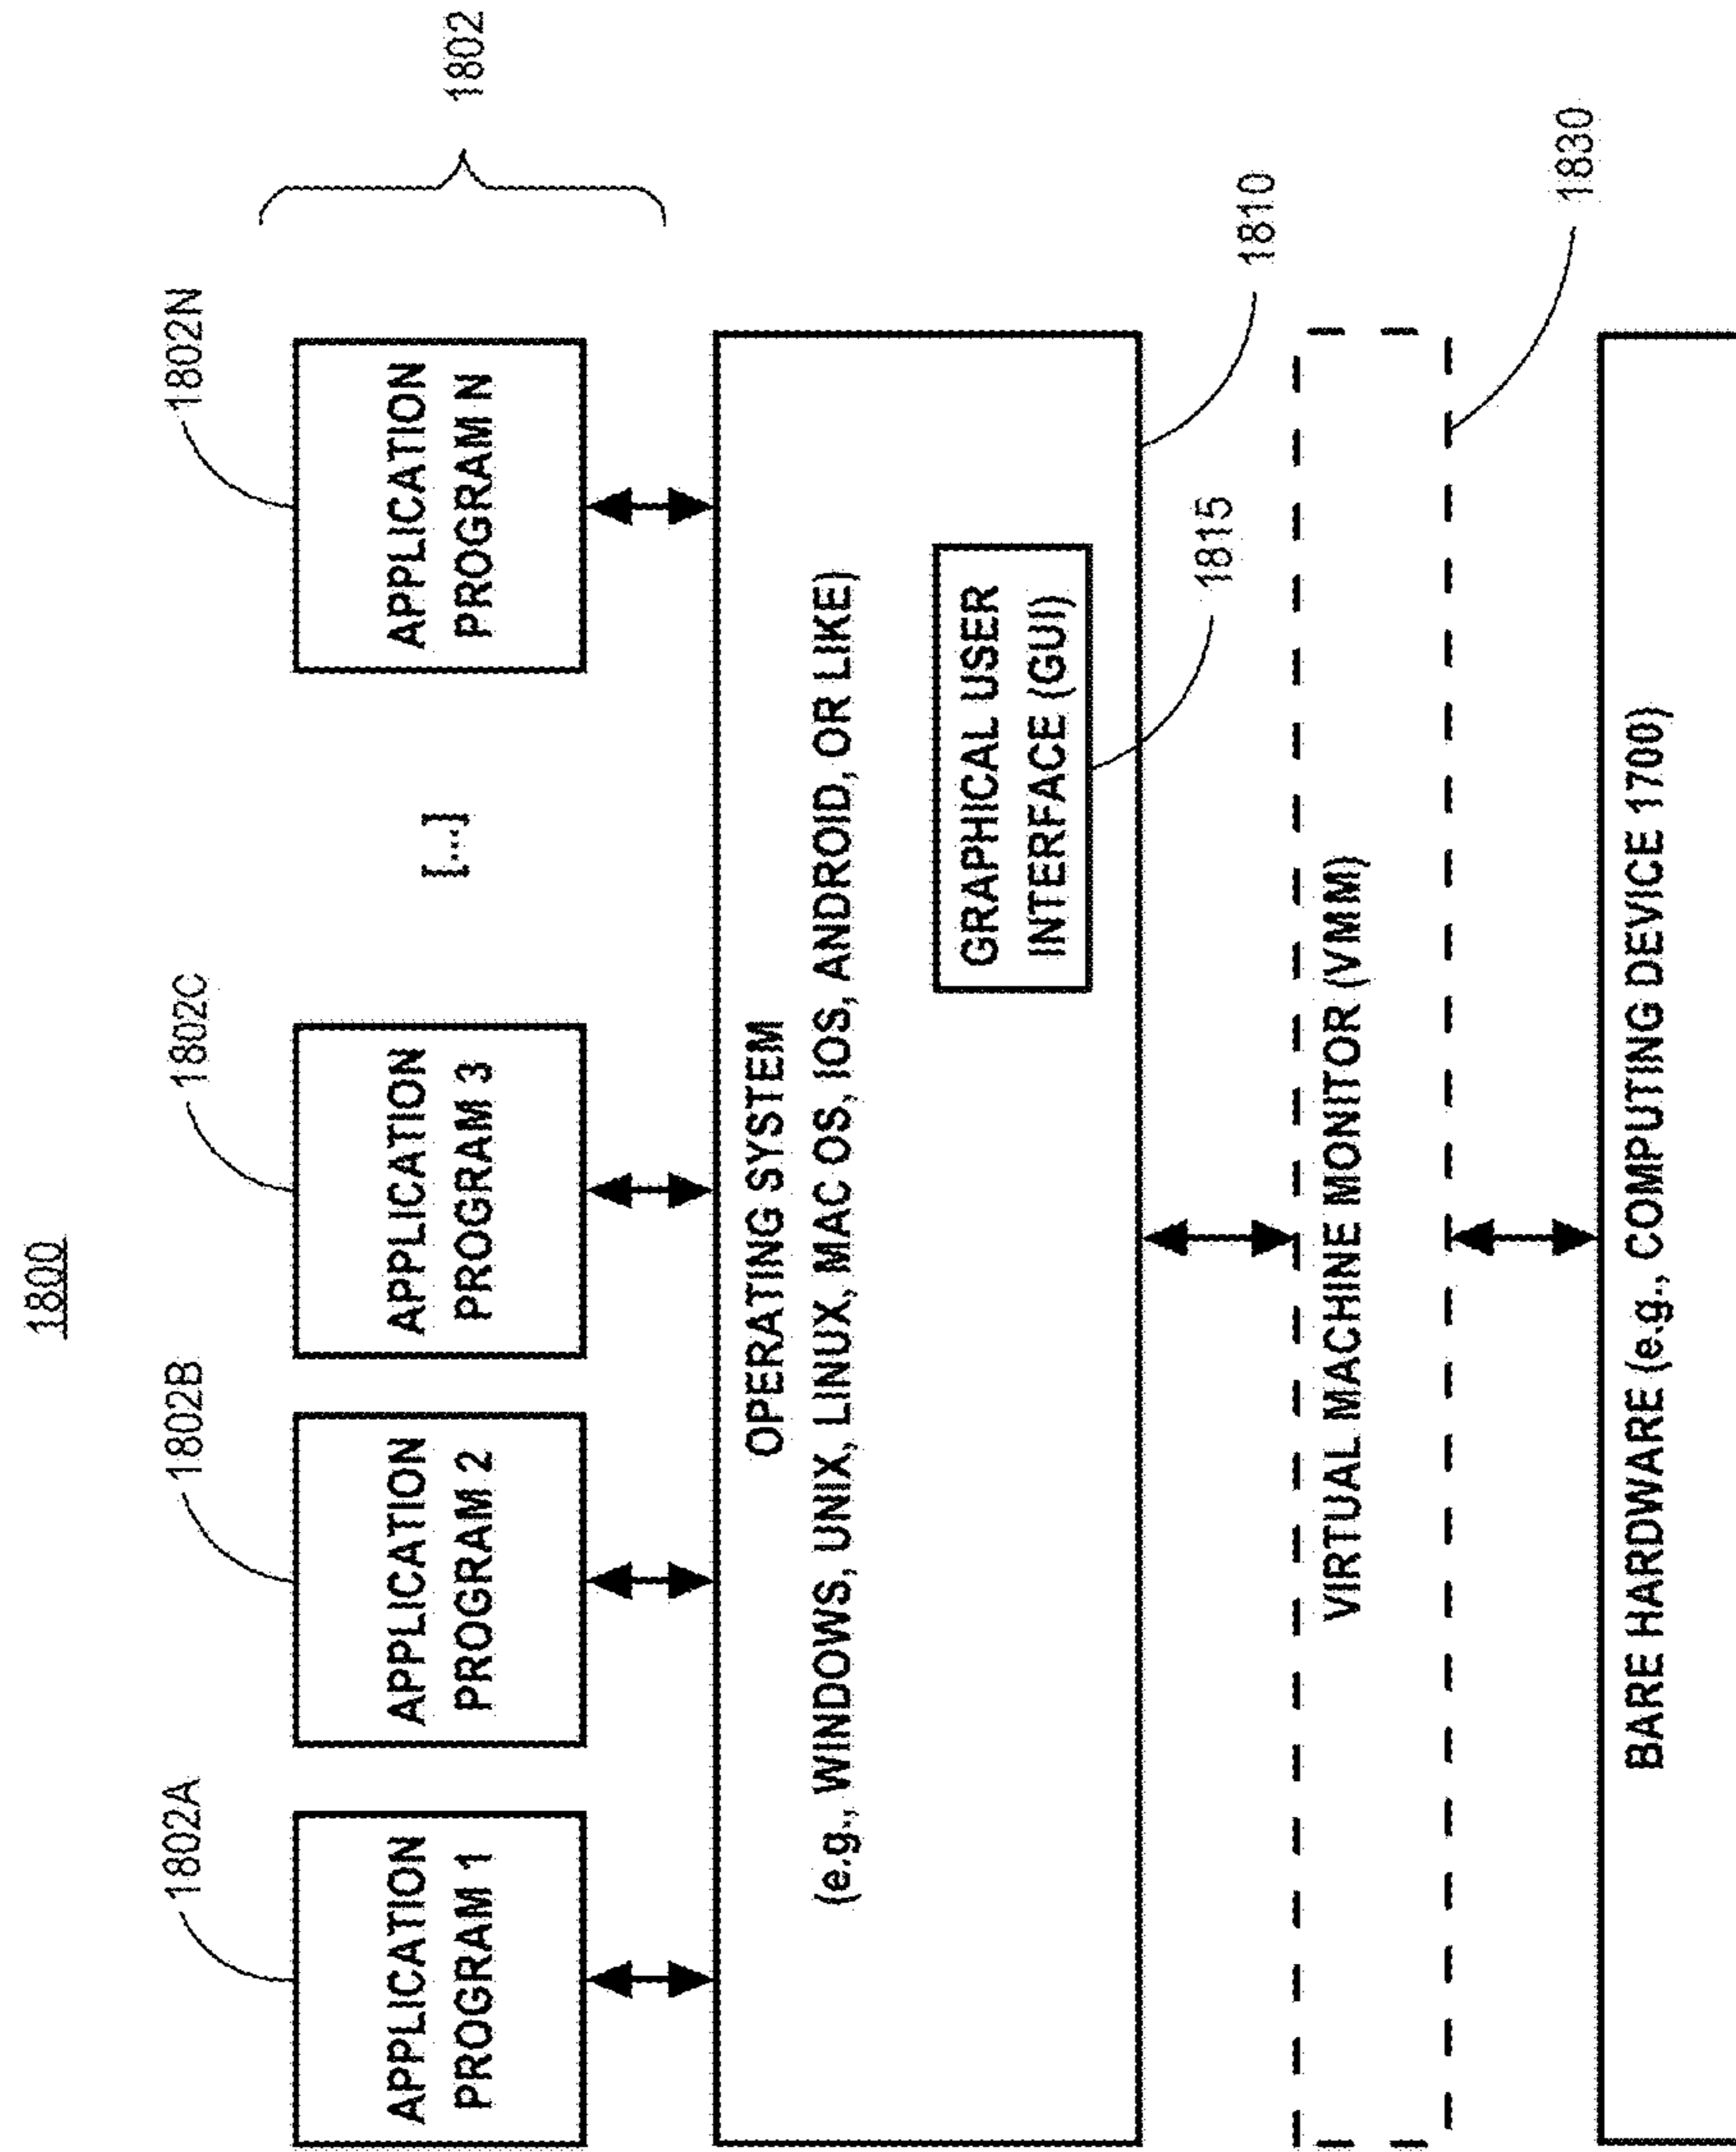 1800
1802A
1802B
1802C
1802N
1802
APPLICATION
PROGRAM 1
APPLICATION
PROGRAM 2
APPLICATION
PROGRAM 3
[...]
APPLICATION
PROGRAM N
OPERATING SYSTEM
(e.g., WINDOWS, UNIX, LINUX, MAC OS, IOS, ANDROID, OR LIKE)
GRAPHICAL USER
INTERFACE (GUI)
1810
1815
VIRTUAL MACHINE MONITOR (VMM)
1830
BARE HARDWARE (e.g., COMPUTING DEVICE 1700)